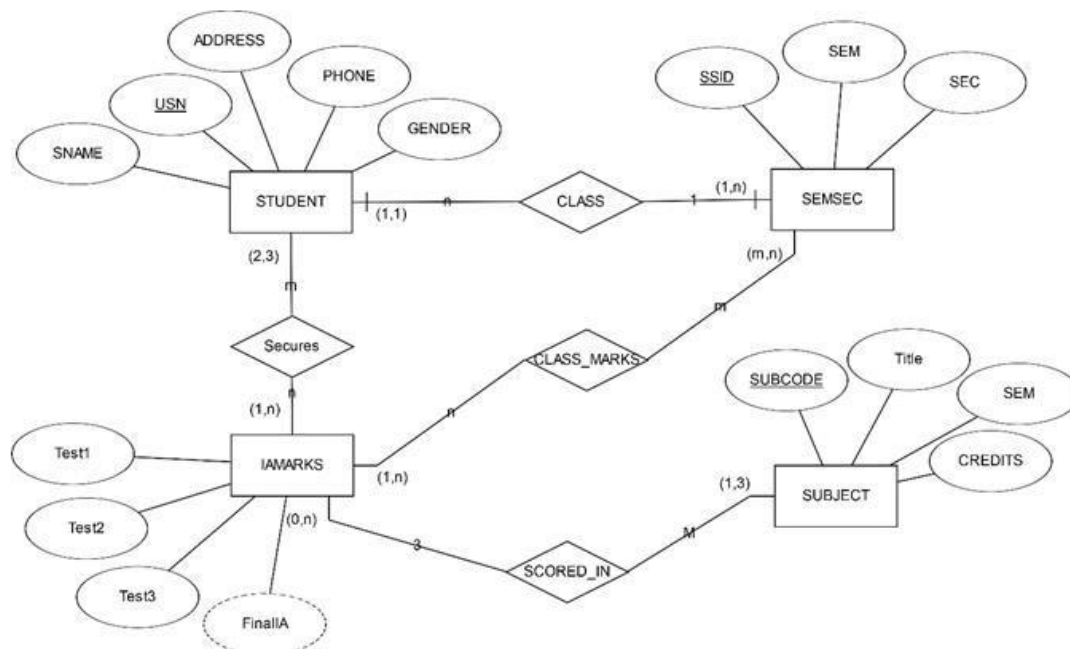 ADDRESS
SEM
PHONE
SSID
USN
SEC
GENDER
SNAME
STUDENT
(1,1)
n
CLASS
1
(1,n)
SEMSEC
(2,3)
(m,n)
m
m
Secures
CLASS_MARKS
n
Title
SUBCODE
SEM
(1,n)
n
Test1
IAMARKS
(1,n)
CREDITS
(1,3)
SUBJECT
Test2
(0,n)
M
3
SCORED_IN
Test3
FinalIA